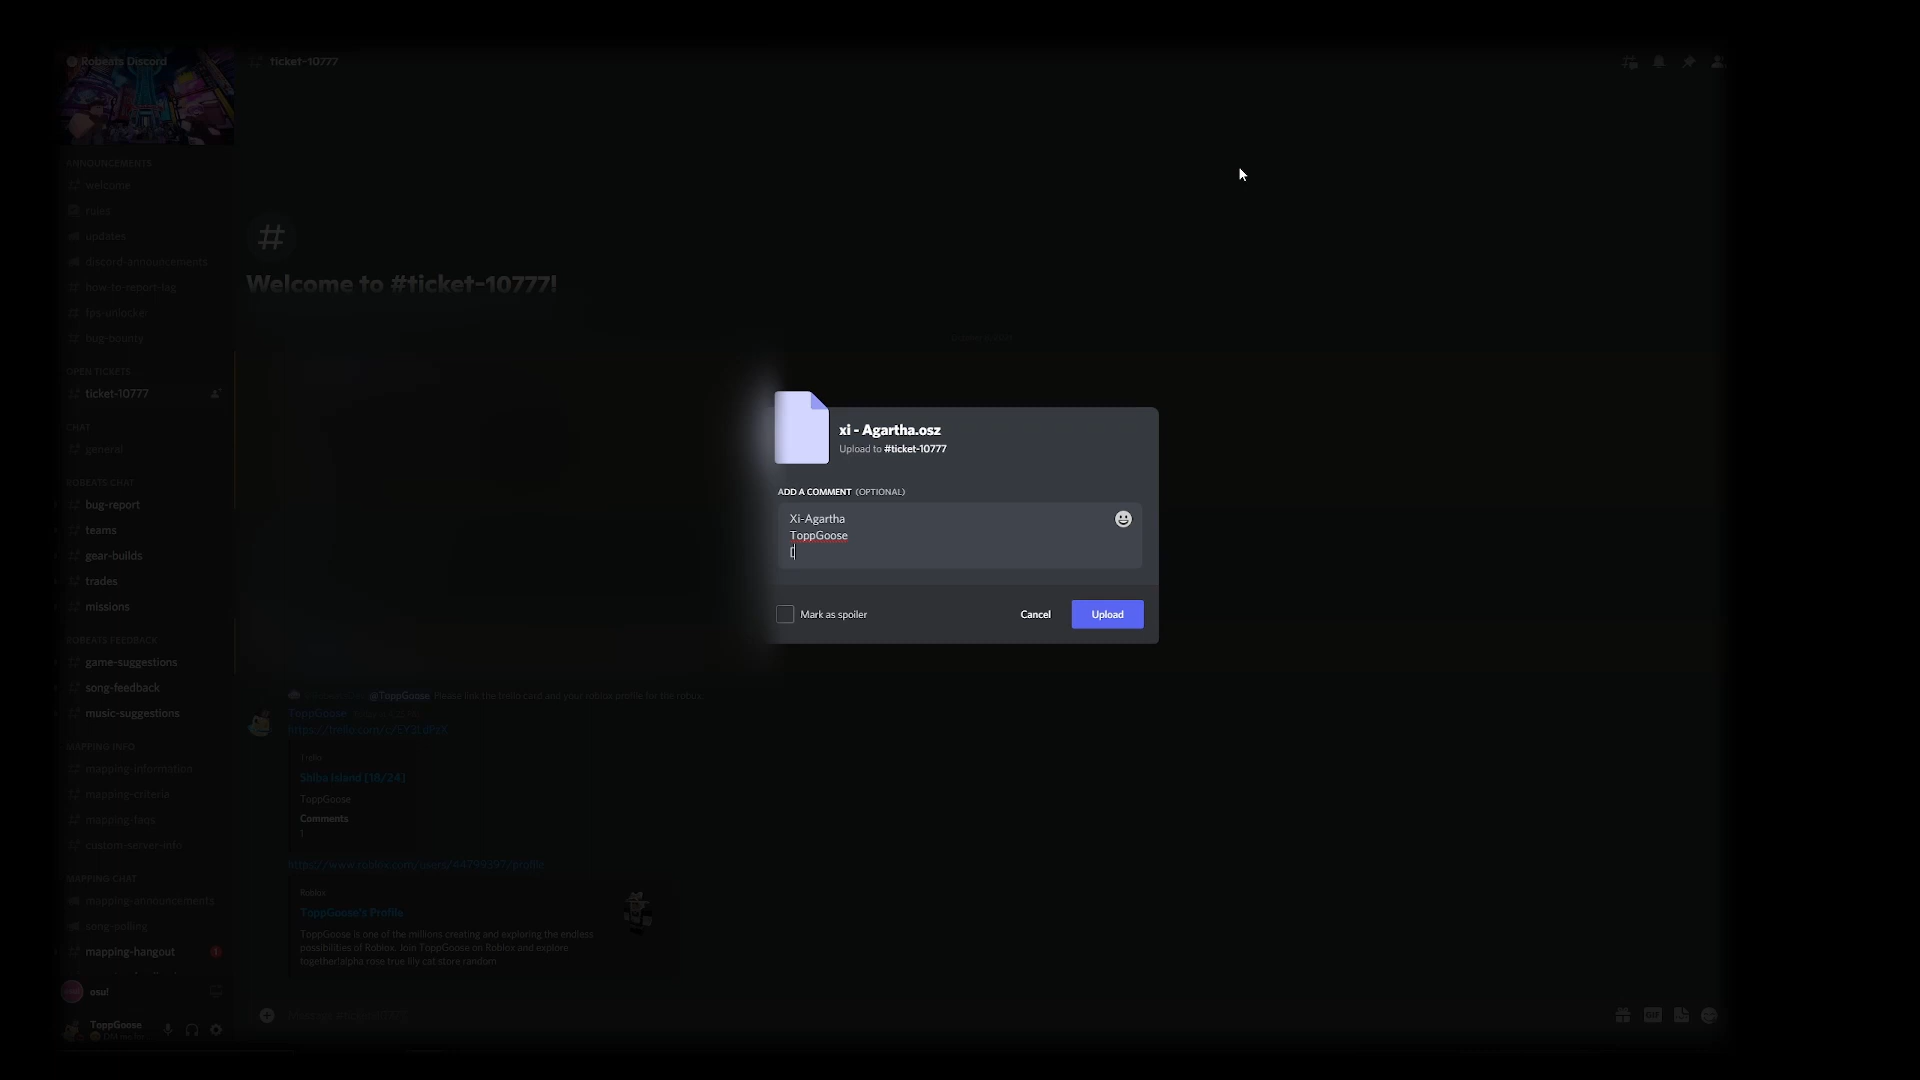 Robeats Discord
ticket-10777
ANNOUNCEMENTS
welcome
rules
updates
discord-announcements
how-to-report-lag
fps-unlocker
bug-bounty
OPEN TICKETS
ticket-10777
CHAT
general
ROBEATS CHAT
bug-report
teams
gear-builds
trades
missions
ROBEATS FEEDBACK
game-suggestions
song-feedback
music-suggestions
MAPPING INFO
mapping-information
mapping-criteria
custom-server-info
MAPPING CHAT
mapping-announcements
song-polling
mapping-hangout
1
osu!
ToppGoose
#
Welcome to #ticket-10777!
@ToppGoose Please link the trello card and your roblox profile for the robux.
ToppGoose
Trello
Shiba Island [18/24]
ToppGoose
Comments
1
Roblox
ToppGoose's Profile
ToppGoose is one of the millions creating and exploring the endless
possibilities of Roblox. Join ToppGoose on Roblox and explore
together!alpha rose true lily cat store random
Message #ticket-10777
GIF
xi - Agartha.osz
Upload to #ticket-10777
ADD A COMMENT (OPTIONAL)
Xi-Agartha
ToppGoose
[
Mark as spoiler
Cancel
Upload